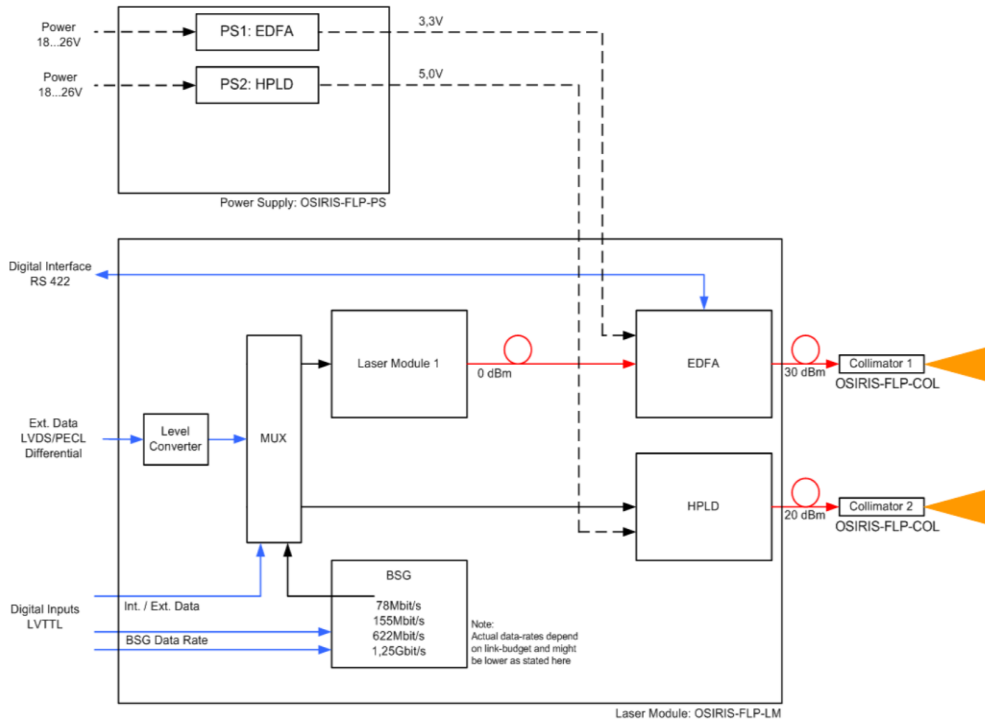 Power
18...26V
PS1: EDFA
3,3V
Power
18...26V
PS2: HPLD
5,0V
Power Supply: OSIRIS-FLP-PS
Digital Interface
RS 422
Laser Module 1
0 dBm
EDFA
30 dBm
Collimator 1
OSIRIS-FLP-COL
Ext. Data
LVDS/PECL
Differential
Level
Converter
MUX
HPLD
20 dBm
Collimator 2
OSIRIS-FLP-COL
Digital Inputs
LVTTL
Int. / Ext. Data
BSG Data Rate
BSG
78Mbit/s
155Mbit/s
622Mbit/s
1,25Gbit/s
Note:
Actual data-rates depend
on link-budget and might
be lower as stated here
Laser Module: OSIRIS-FLP-LM